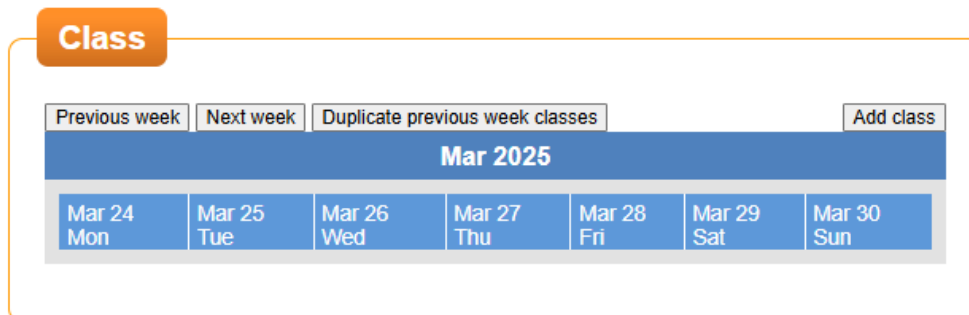 Class
Previous week Next week Duplicate previous week classes Add class
Mar 2025
Mar 24 Mar 25 Mar 26 Mar 27 Mar 28 Mar 29 Mar 30
Mon Tue Wed Thu Fri Sat Sun